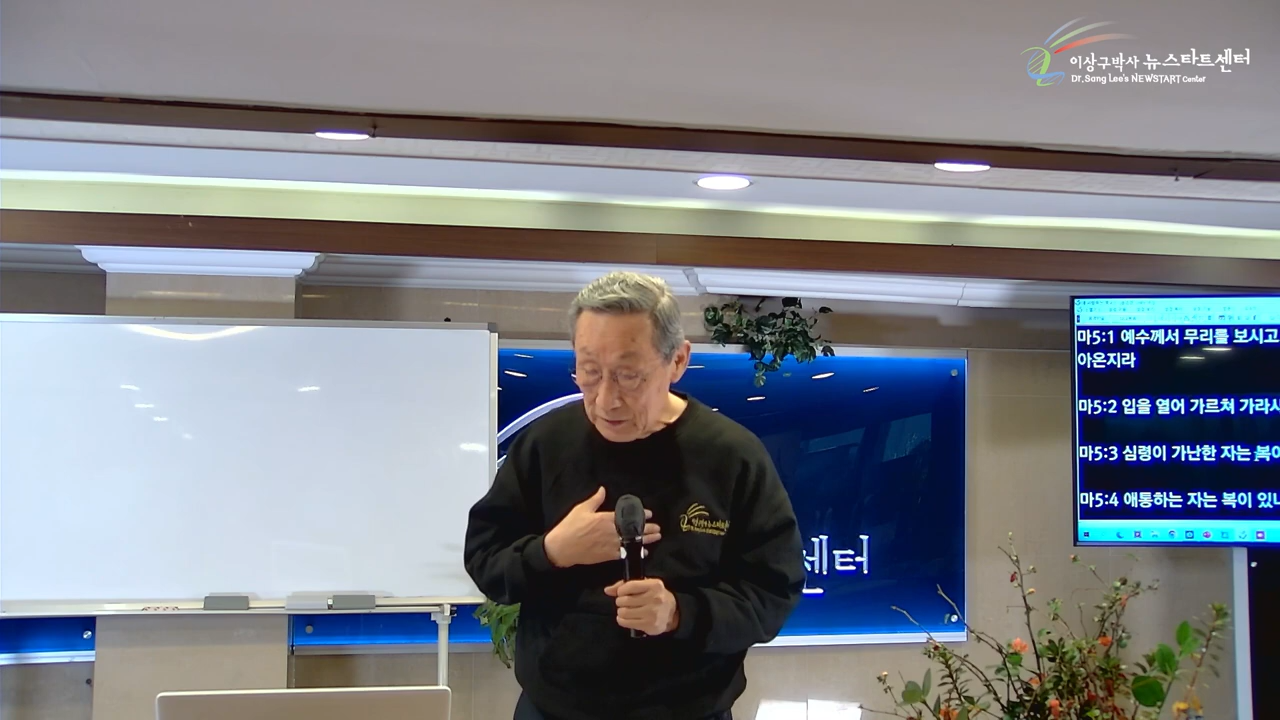 이상구박사 뉴스타트센터
Dr. Sang Lee's NEWSTART Center
마5:1 예수께서 무리를 보시고
아온지라
마5:2 입을 열어 가르쳐 가라사
마5:3 심령이 가난한 자는 복이
마5:4 애통하는 자는 복이 있나
센터